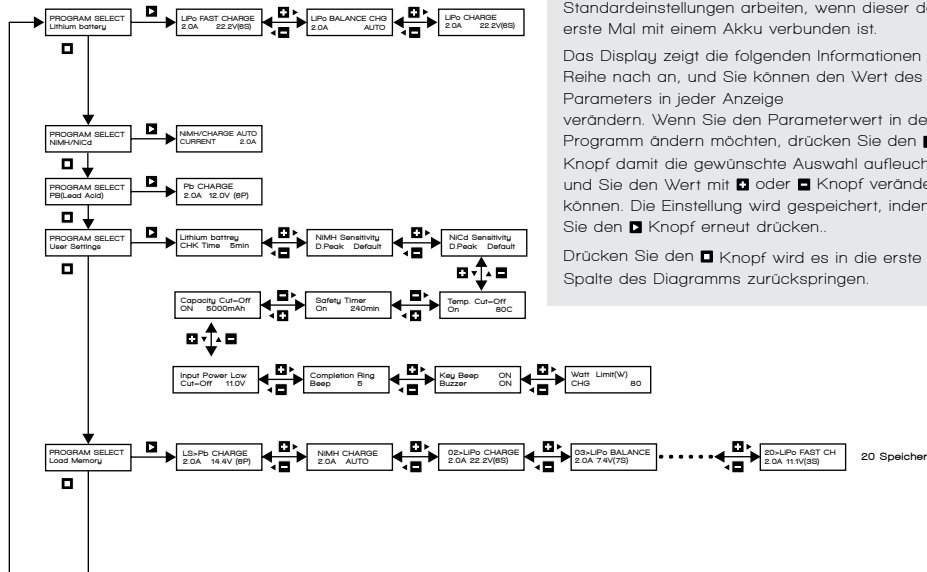 PROGRAM SELECT
Lithium battery
LiPo FAST CHARGE
2.0A 22.2V(6S)
LiPo BALANCE CHG
2.0A AUTO
LiPo CHARGE
2.0A 22.2V(6S)
PROGRAM SELECT
NiMH/NiCd
NiMH/CHARGE AUTO
CURRENT 2.0A
PROGRAM SELECT
PB(Lead Acid)
Pb CHARGE
2.0A 12.0V (6P)
PROGRAM SELECT
User Settings
Lithium battrey
CHK Time 5min
NiMH Sensitivity
D.Peak Default
NiCd Sensitivity
D.Peak Default
Capacity Cut-Off
ON 5000mAh
Safety Timer
On 240min
Temp. Cut-Off
On 80C
Input Power Low
Cut-Off 11.0V
Completion Ring
Beep 5
Key Beep ON
Buzzer ON
Watt Limit(W)
CHG 80
PROGRAM SELECT
Load Memory
LS>Pb CHARGE
2.0A 14.4V (6P)
NiMH CHARGE
2.0A AUTO
02>LiPo CHARGE
2.0A 22.2V(6S)
03>LiPo BALANCE
2.0A 7.4V(7S)
20>LiPo FAST CH
2.0A 11.1V(3S)
20 Speicher
Standardeinstellungen arbeiten, wenn dieser
erste Mal mit einem Akku verbunden ist.
Das Display zeigt die folgenden Informationen
Reihe nach an, und Sie können den Wert des
Parameters in jeder Anzeige
verändern. Wenn Sie den Parameterwert in
Programm ändern möchten, drücken Sie den
Knopf damit die gewünschte Auswahl
und Sie den Wert mit + oder - Knopf
können. Die Einstellung wird gespeichert,
Sie den Knopf erneut drücken..
Drücken Sie den Knopf wird es in die erste
Spalte des Diagramms zurückspringen.